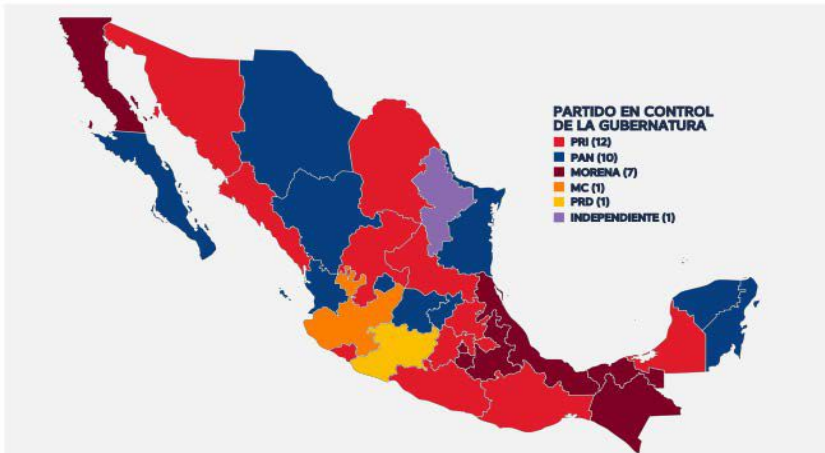 PARTIDO EN CONTROL
DE LA GUBERNATURA
PRI (12)
PAN (10)
MORENA (7)
MC (1)
PRD (1)
INDEPENDIENTE (1)